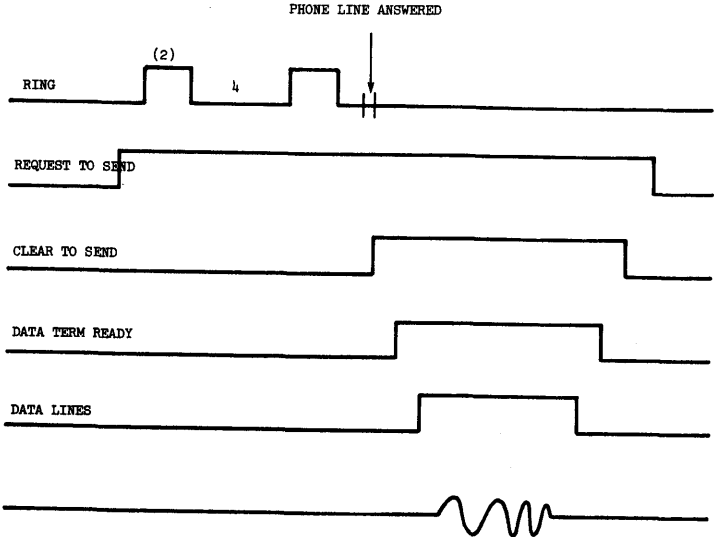 PHONE LINE ANSWERED
(2)
RING
4
REQUEST TO SEND
CLEAR TO SEND
DATA TERM READY
DATA LINES